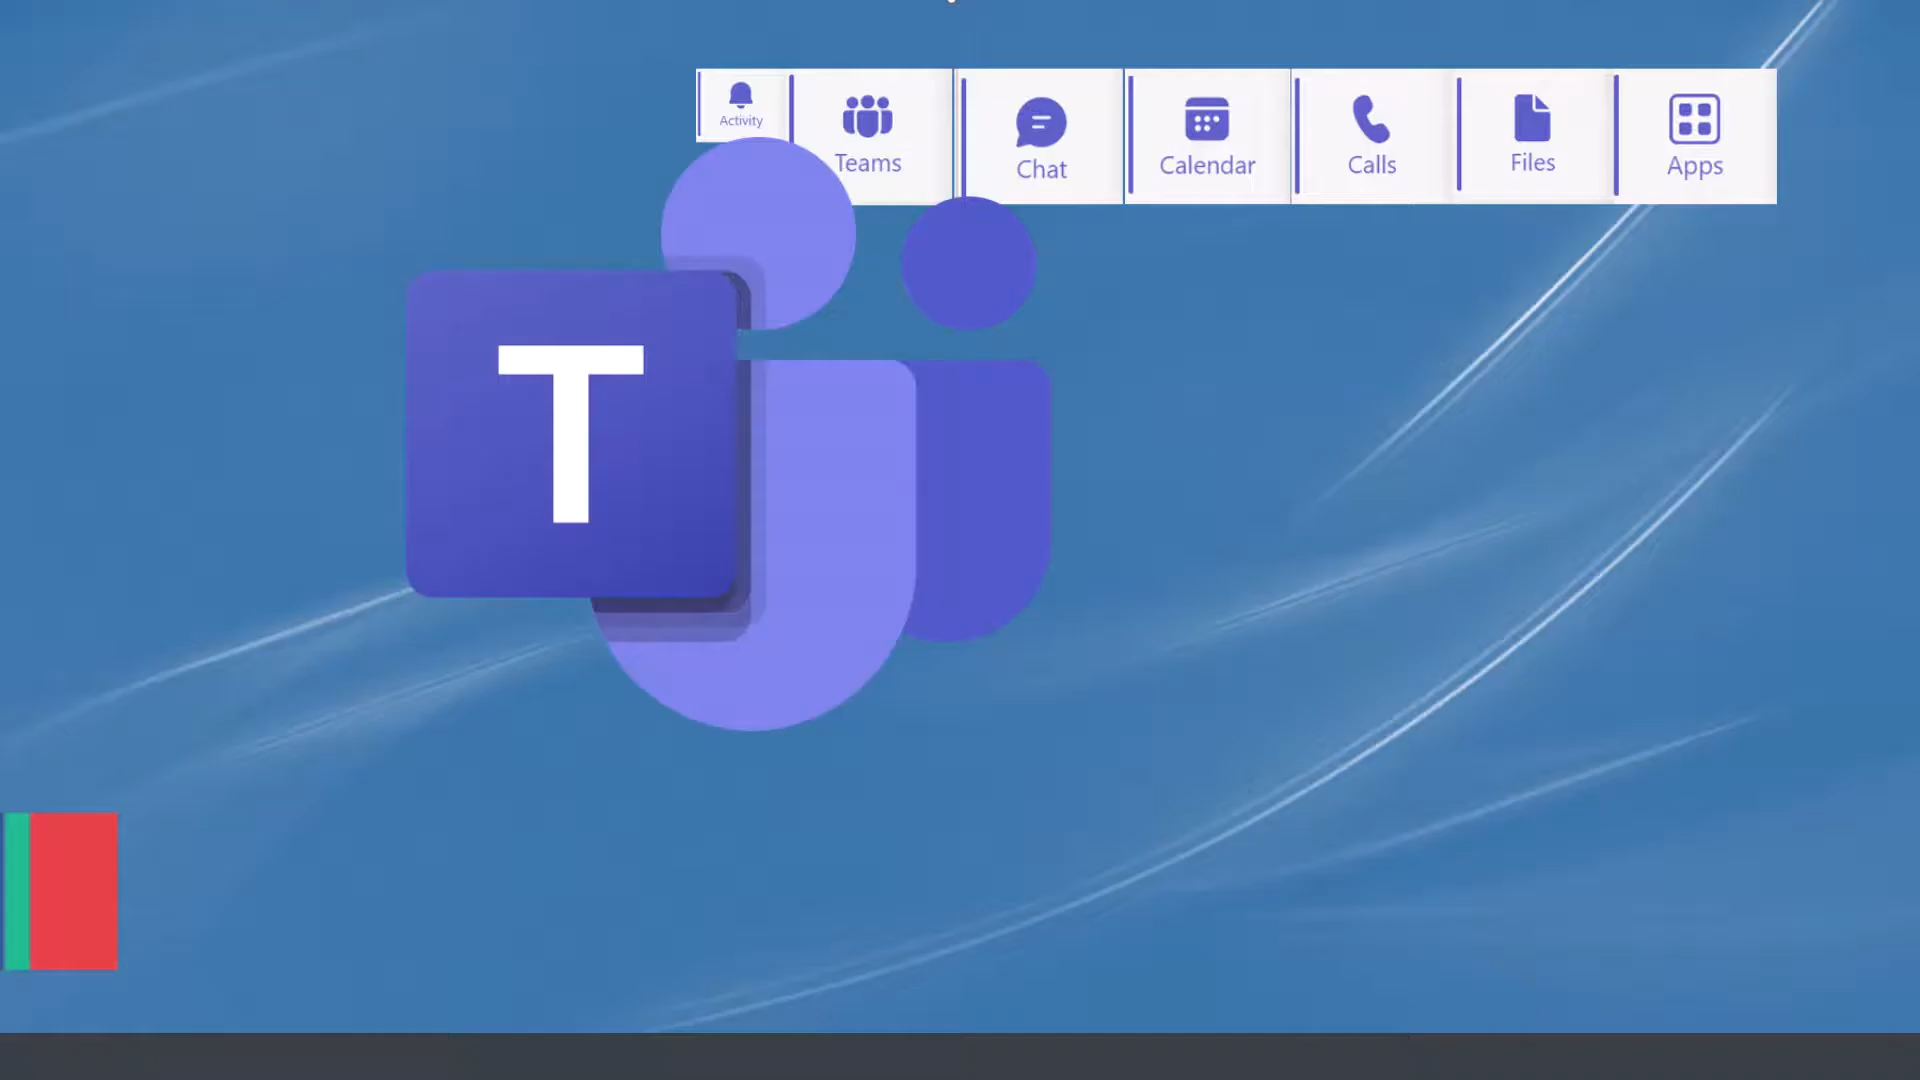 Activity
Teams
Chat
Calendar
Calls
Files
Apps
T